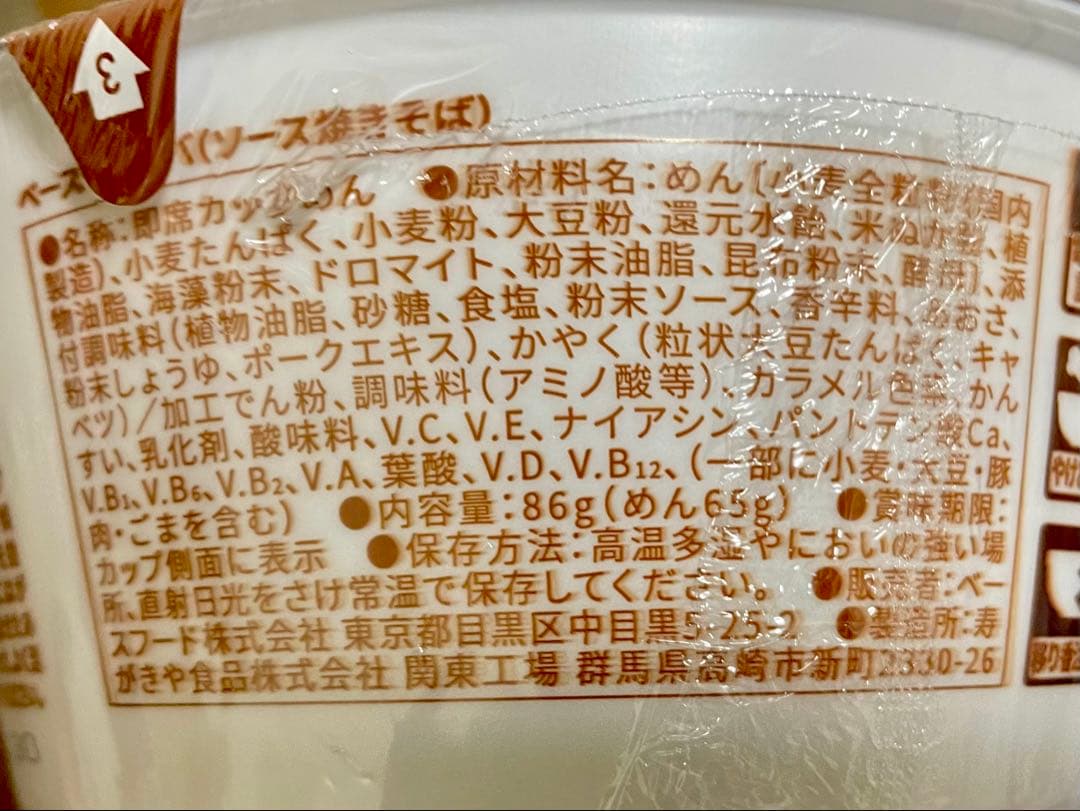 3
ベース パ(ソース焼きそば)
●名称:即席カップめん ●原材料名:めん(小麦全粒粉(国内
製造)、小麦たんぱく、小麦粉、大豆粉、還元水飴、米ぬか 、植
物油脂、海藻粉末、ドロマイト、粉末油脂、昆布粉末、酵母)、添
付調味料(植物油脂、砂糖、食塩、粉末ソース、香辛料、あおさ、
粉末しょうゆ、ポークエキス)、かやく(粒状大豆たんぱく、キャ
ベツ)/加工でん粉、調味料(アミノ酸等)、カラメル色素、かん
すい、乳化剤、酸味料、V.C、V.E、ナイアシン、パントテン酸Ca、
V.B1、V.B6、V.B2、V.A、葉酸、V.D、V.B12、(一部に小麦・大豆・豚
肉・ごまを含む) ●内容量:86g(めん65g) ●賞味期限:
カップ側面に表示 ●保存方法:高温多湿やにおいの強い場
所、直射日光をさけ常温で保存してください。 ●販売者:ベー
スフード株式会社 東京都目黒区中目黒5-25-2 ●製造所:寿
がきや食品株式会社 関東工場 群馬県高崎市新町2330-26